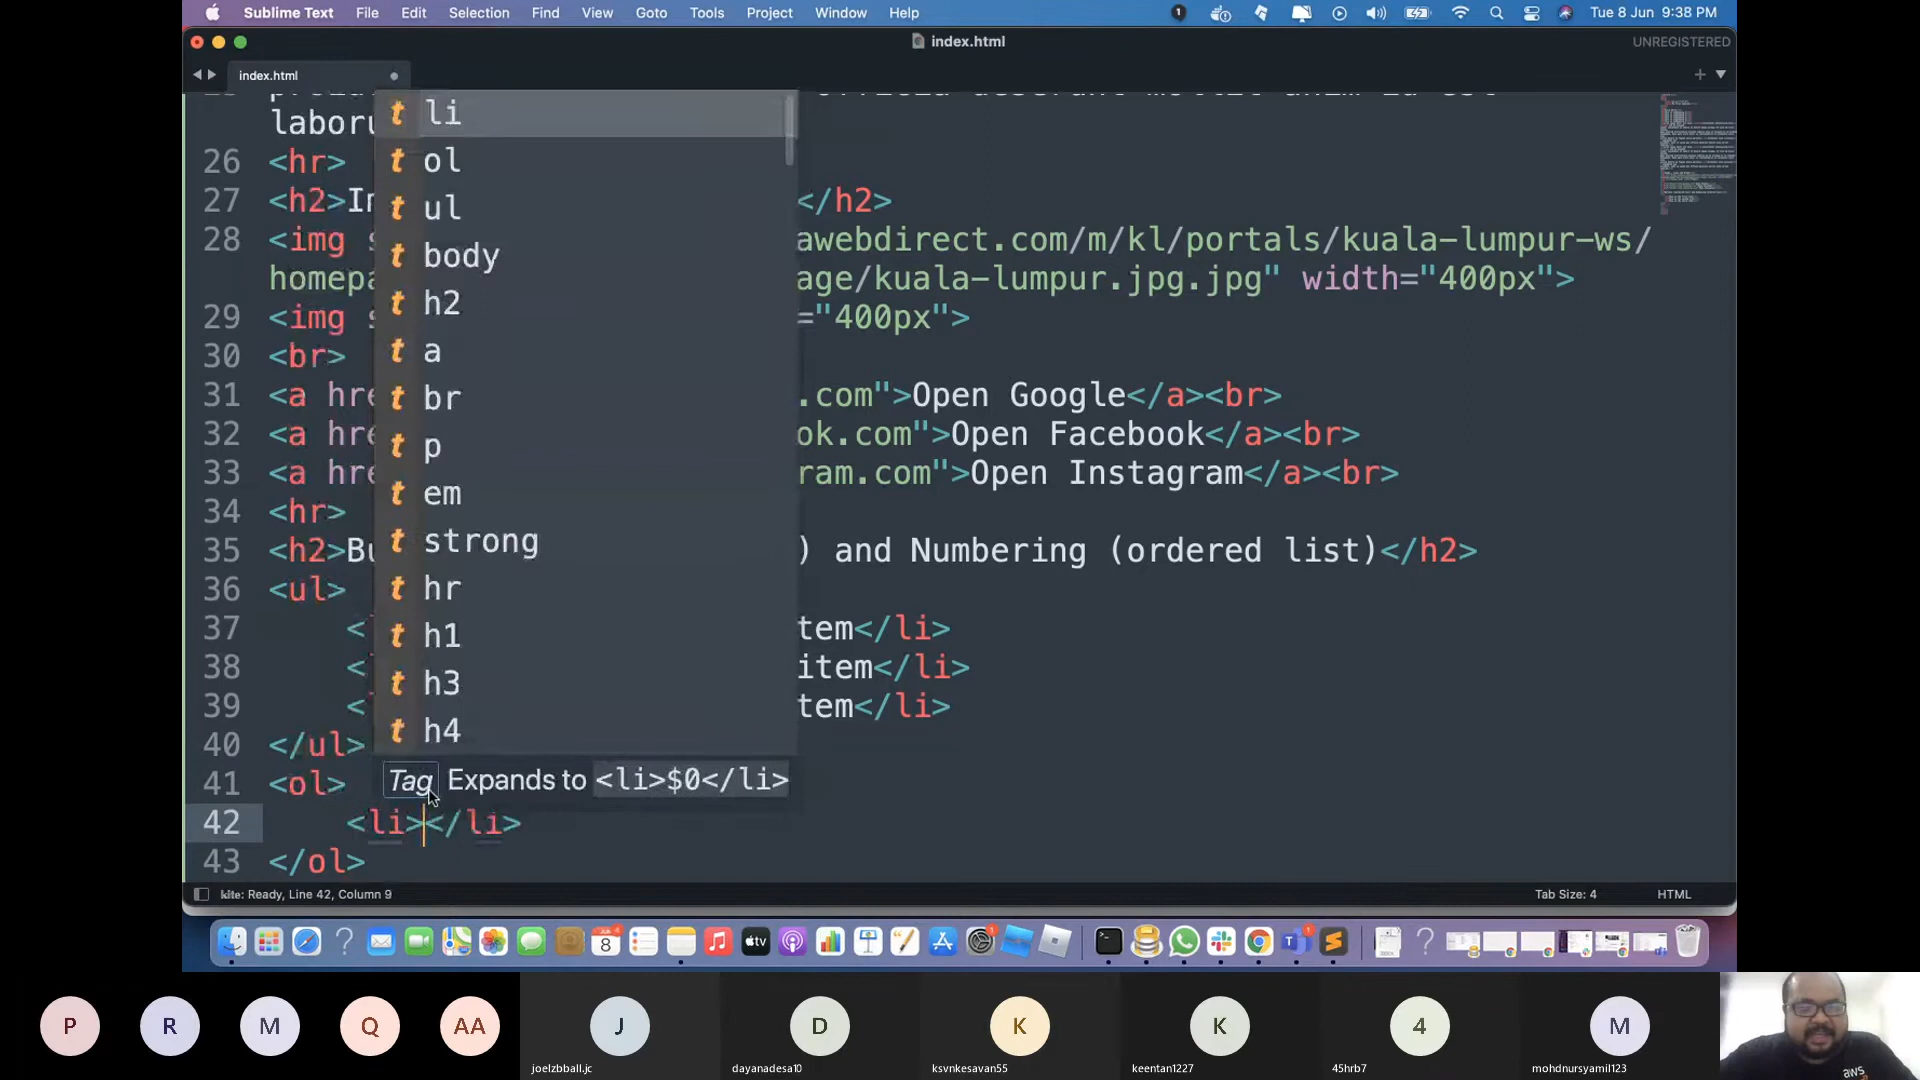 Sublime Text File Edit Selection Find View Goto Tools Project Window Help 1 Tue 8 Jun 9:38 PM
index.html UNREGISTERED
index.html
laboru
li
ol
ul
body
h2
a
br
p
em
strong
hr
h1
h3
h4
Tag Expands to <li>$0</li>
26 <hr>
27 <h2>In </h2>
28 <img s awebdirect.com/m/kl/portals/kuala-lumpur-ws/
homepa age/kuala-lumpur.jpg.jpg" width="400px">
29 <img s ="400px">
30 <br>
31 <a hre .com">Open Google</a><br>
32 <a hre ok.com">Open Facebook</a><br>
33 <a hre ram.com">Open Instagram</a><br>
34 <hr>
35 <h2>Bu ) and Numbering (ordered list)</h2>
36 <ul>
37 < tem</li>
38 < item</li>
39 < tem</li>
40 </ul>
41 <ol>
42 <li></li>
43 </ol>
kite: Ready, Line 42, Column 9 Tab Size: 4 HTML
8 tv
P R M Q AA J D K K 4 M
joelzbball.jc dayanadesa10 ksvnkesavan55 keentan1227 45hrb7 mohdnursyamil123
aws